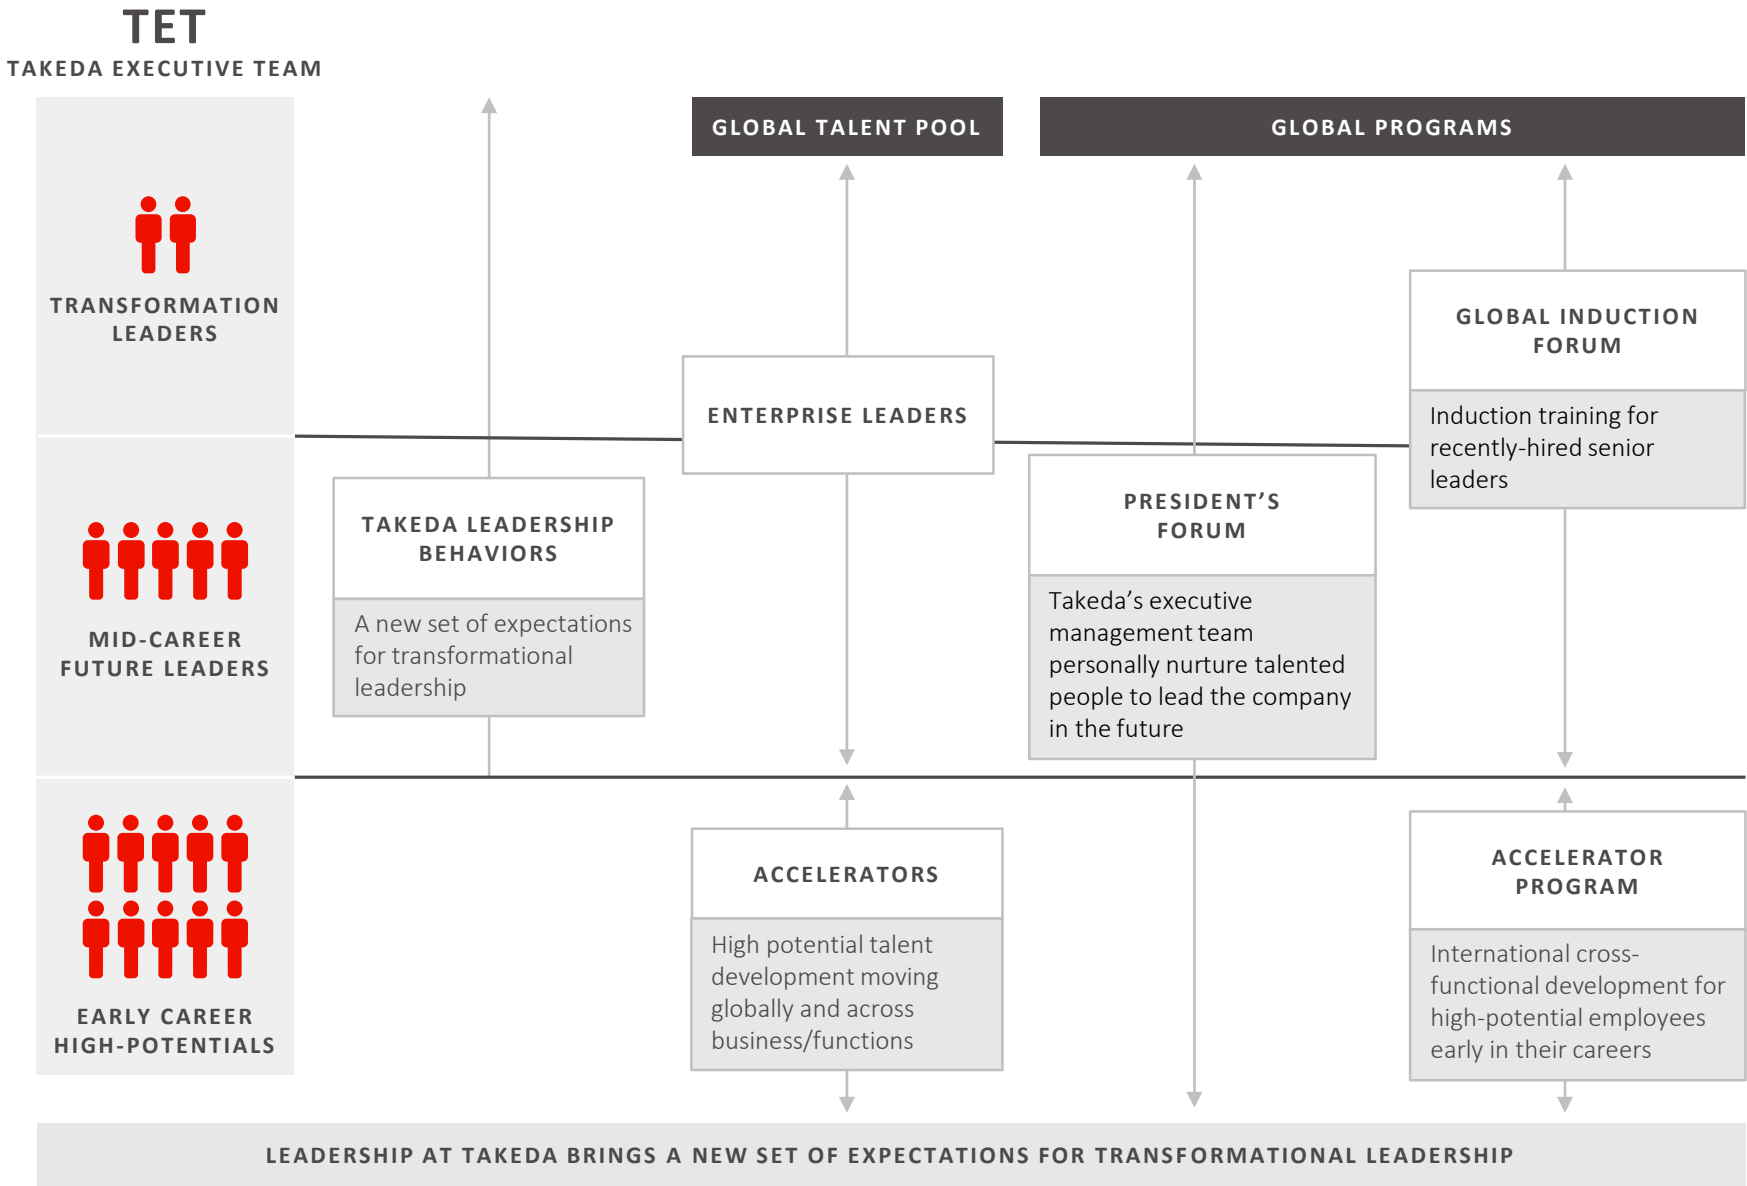 TET
TAKEDA EXECUTIVE TEAM
GLOBAL TALENT POOL
GLOBAL PROGRAMS
TRANSFORMATION
LEADERS
GLOBAL INDUCTION
FORUM
Induction training for
recently-hired senior
leaders
ENTERPRISE LEADERS
MID-CAREER
FUTURE LEADERS
TAKEDA LEADERSHIP
BEHAVIORS
A new set of expectations
for transformational
leadership
PRESIDENT’S
FORUM
Takeda’s executive
management team
personally nurture talented
people to lead the company
in the future
EARLY CAREER
HIGH-POTENTIALS
ACCELERATORS
High potential talent
development moving
globally and across
business/functions
ACCELERATOR
PROGRAM
International cross-
functional development for
high-potential employees
early in their careers
LEADERSHIP AT TAKEDA BRINGS A NEW SET OF EXPECTATIONS FOR TRANSFORMATIONAL LEADERSHIP